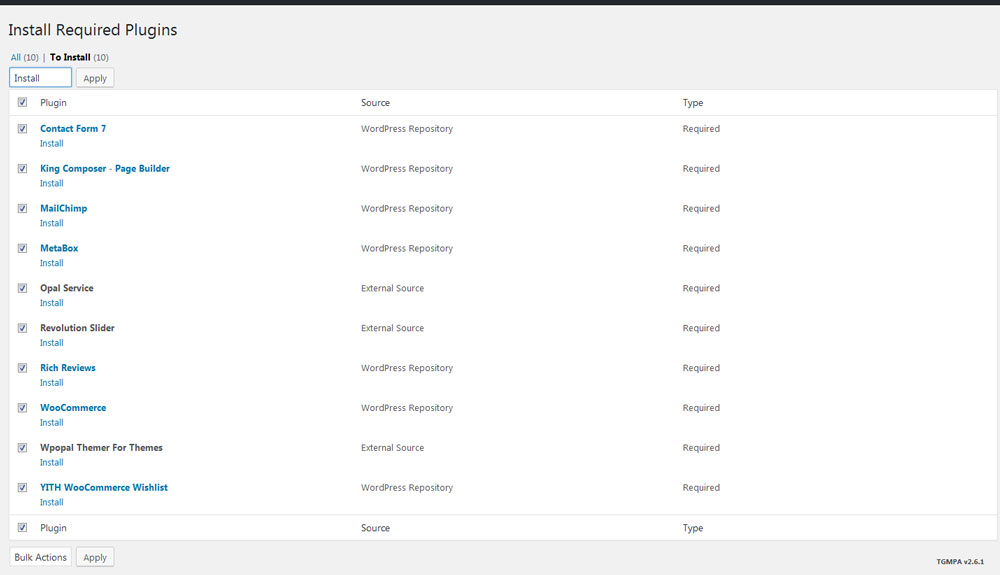 Install Required Plugins
All (10) | To Install (10)
Install Apply
Plugin Source Type
Contact Form 7 WordPress Repository Required
Install
King Composer - Page Builder WordPress Repository Required
Install
MailChimp WordPress Repository Required
Install
MetaBox WordPress Repository Required
Install
Opal Service External Source Required
Install
Revolution Slider External Source Required
Install
Rich Reviews WordPress Repository Required
Install
WooCommerce WordPress Repository Required
Install
Wpopal Themer For Themes External Source Required
Install
YITH WooCommerce Wishlist WordPress Repository Required
Install
Plugin Source Type
Bulk Actions Apply
TGMPA v2.6.1